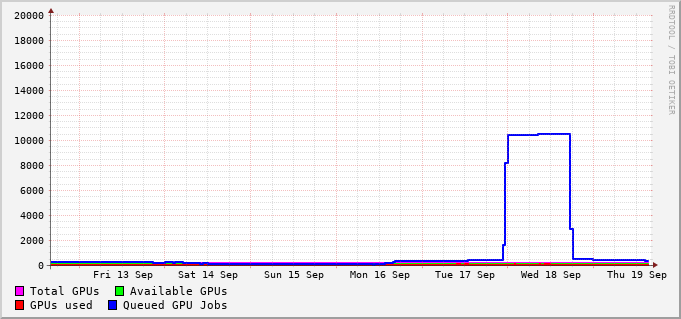 20000
18000
16000
14000
12000
10000
8000
6000
4000
2000
0
Fri 13 Sep Sat 14 Sep Sun 15 Sep Mon 16 Sep Tue 17 Sep Wed 18 Sep Thu 19 Sep
Total GPUs Available GPUs
GPUs used Queued GPU Jobs
RRDTOOL / TOBI OETIKER